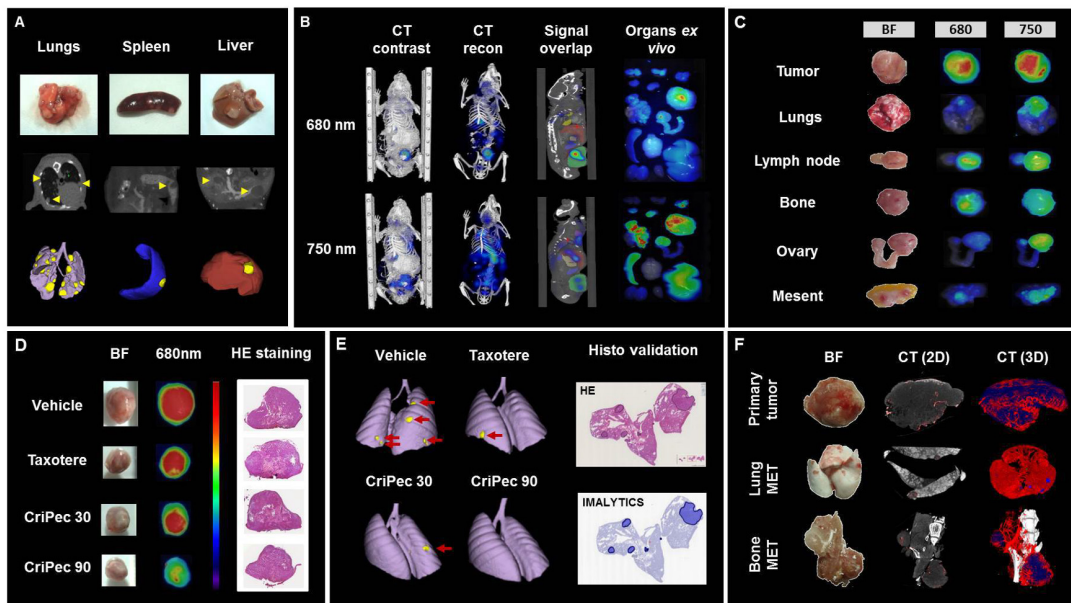 A
Lungs Spleen Liver
B
CT contrast CT recon Signal overlap Organs ex vivo
680 nm
750 nm
C
BF 680 750
Tumor
Lungs
Lymph node
Bone
Ovary
Mesent
D
BF 680nm HE staining
Vehicle
Taxotere
CriPec 30
CriPec 90
E
Vehicle Taxotere Histo validation
HE
CriPec 30 CriPec 90
IMALYTICS
F
BF CT (2D) CT (3D)
Primary tumor
Lung MET
Bone MET